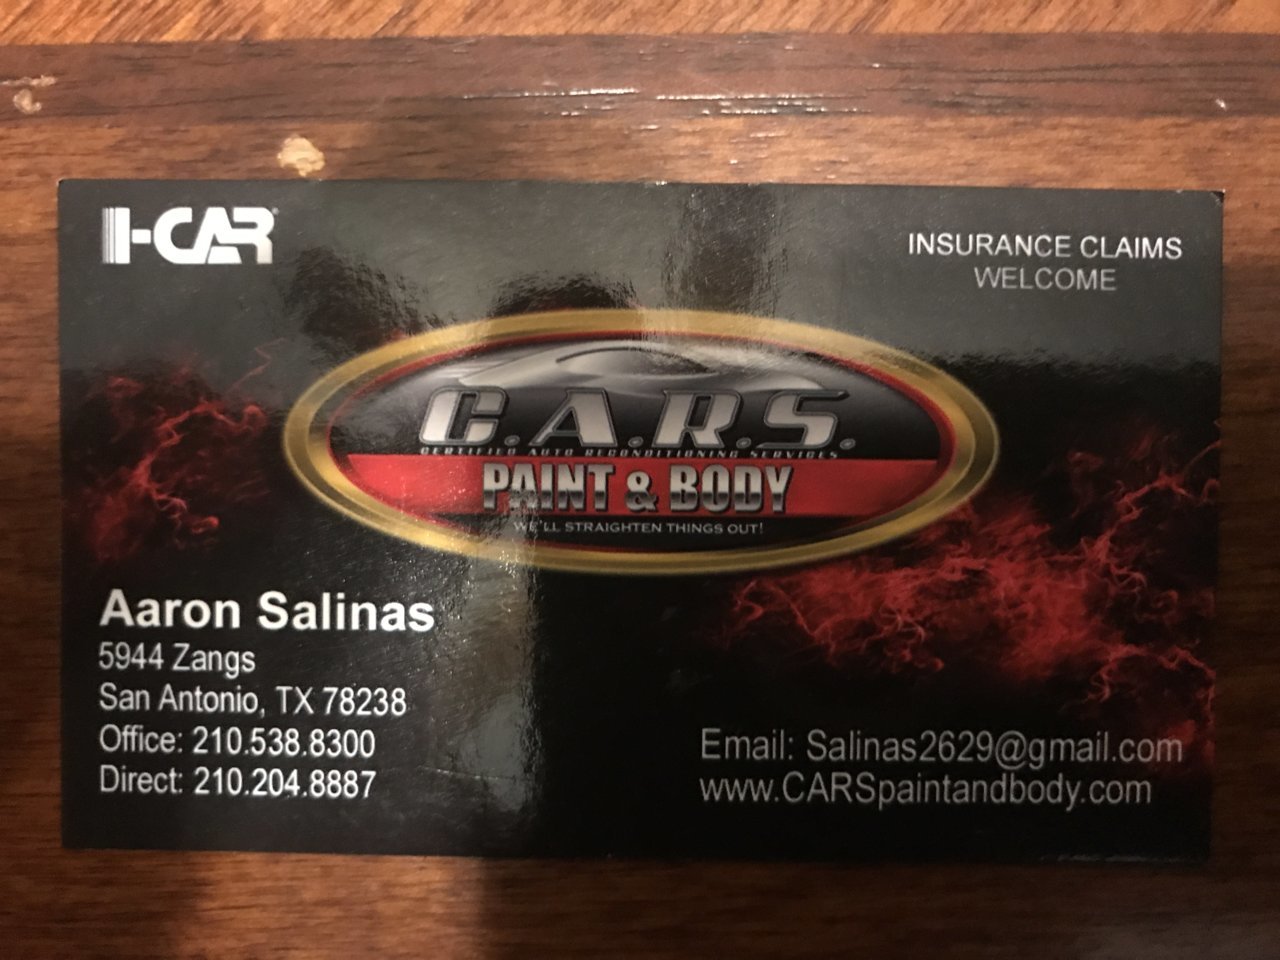 I-CAR
INSURANCE CLAIMS
WELCOME
C.A.R.S.
CERTIFIED AUTO RECONDITIONING SERVICES
PAINT & BODY
WE'LL STRAIGHTEN THINGS OUT!
Aaron Salinas
5944 Zangs
San Antonio, TX 78238
Office: 210.538.8300
Direct: 210.204.8887
Email: Salinas2629@gmail.com
www.CARSpaintandbody.com